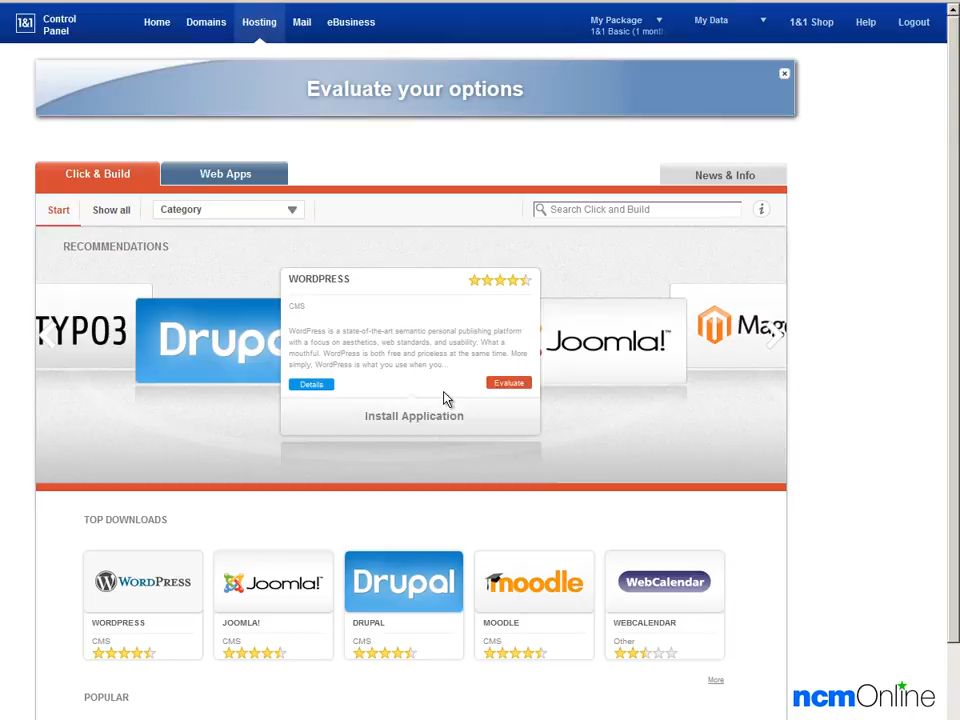 1&1 Control Panel
Home Domains Hosting Mail eBusiness
My Package
1&1 Basic (1 mont
My Data
1&1 Shop Help Logout
Evaluate your options
Click & Build Web Apps News & Info
Start Show all Category Search Click and Build i
RECOMMENDATIONS
TYPO3
Drup
WORDPRESS
CMS
WordPress is a state-of-the-art semantic personal publishing platform
with a focus on aesthetics, web standards, and usability. What a
mouthful. WordPress is both free and priceless at the same time. More
simply, WordPress is what you use when you...
Details Evaluate
Install Application
Joomla!™
Mag
TOP DOWNLOADS
WORDPRESS Joomla! Drupal moodle WebCalendar
WORDPRESS JOOMLA! DRUPAL MOODLE WEBCALENDAR
CMS CMS CMS CMS Other
More
POPULAR
ncmOnline